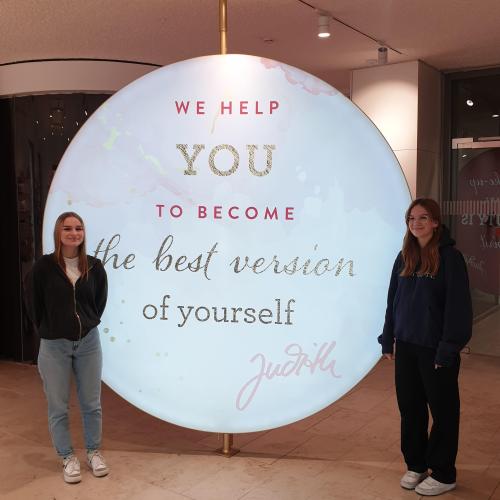 WE HELP
YOU
TO BECOME
the best version
of yourself
Judith